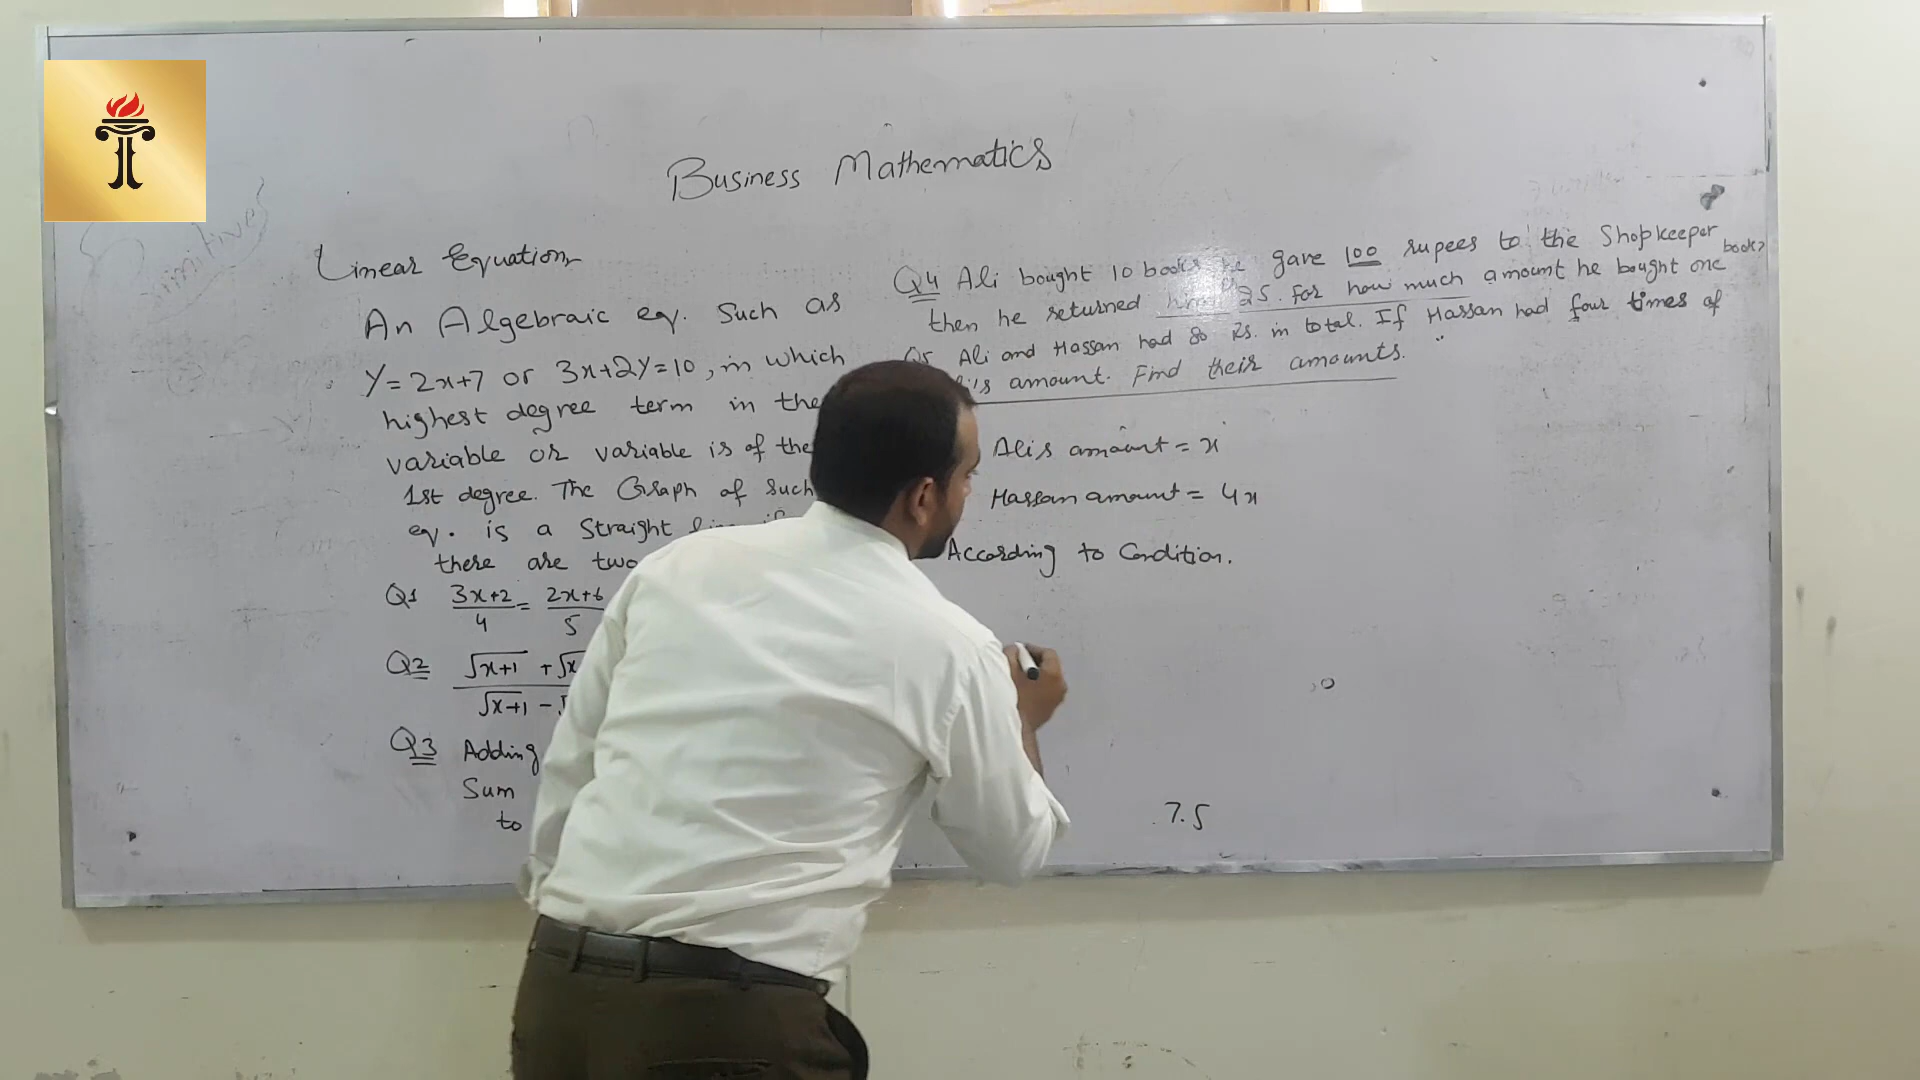 Business Mathematics
Linear Equation
An Algebraic eq. Such as
Y=2x+7 or 3x+2Y=10, in which
highest degree term in the
variable or variable is of the
1st degree. The Graph of such
eq. is a Straight
there are two
Q1 3x+2/4 = 2x+6/5
Q2 √x+1 + √x
√x+1 -
Q3 Adding
Sum
to
Q4 Ali bought 10 books he gave 100 rupees to the Shopkeeper
then he returned him 25. For how much amount he bought one book?
Q5 Ali and Hassan had 80 Rs. in total. If Hassan had four times of
amount. Find their amounts.
Alis amount = x
Hassan amount = 4x
According to Condition.
7.5